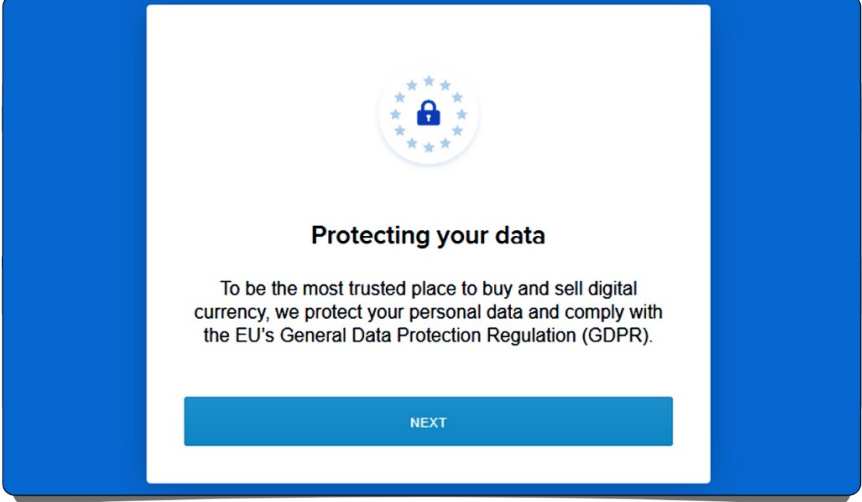 Protecting your data
To be the most trusted place to buy and sell digital
currency, we protect your personal data and comply with
the EU's General Data Protection Regulation (GDPR).
NEXT